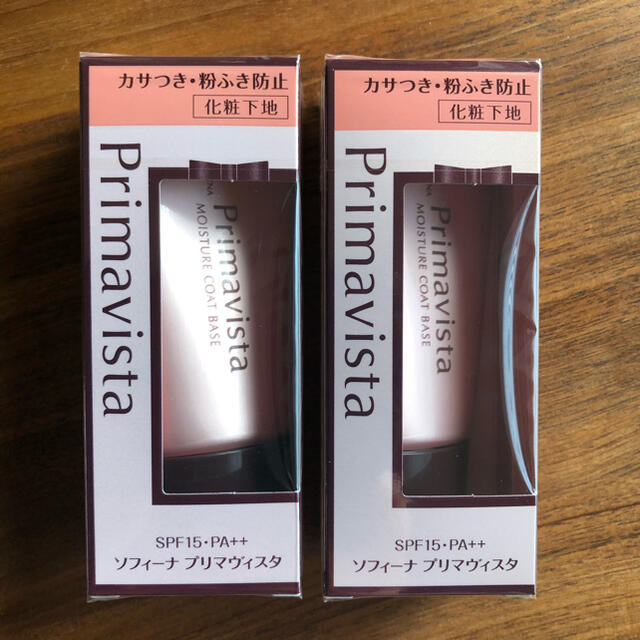 カサつき・粉ふき防止
化粧下地
Primavista
Primavista
MOISTURE COAT BASE
SPF15・PA++
ソフィーナ プリマヴィスタ
カサつき・粉ふき防止
化粧下地
Primavista
Primavista
MOISTURE COAT BASE
SPF15・PA++
ソフィーナ プリマヴィスタ